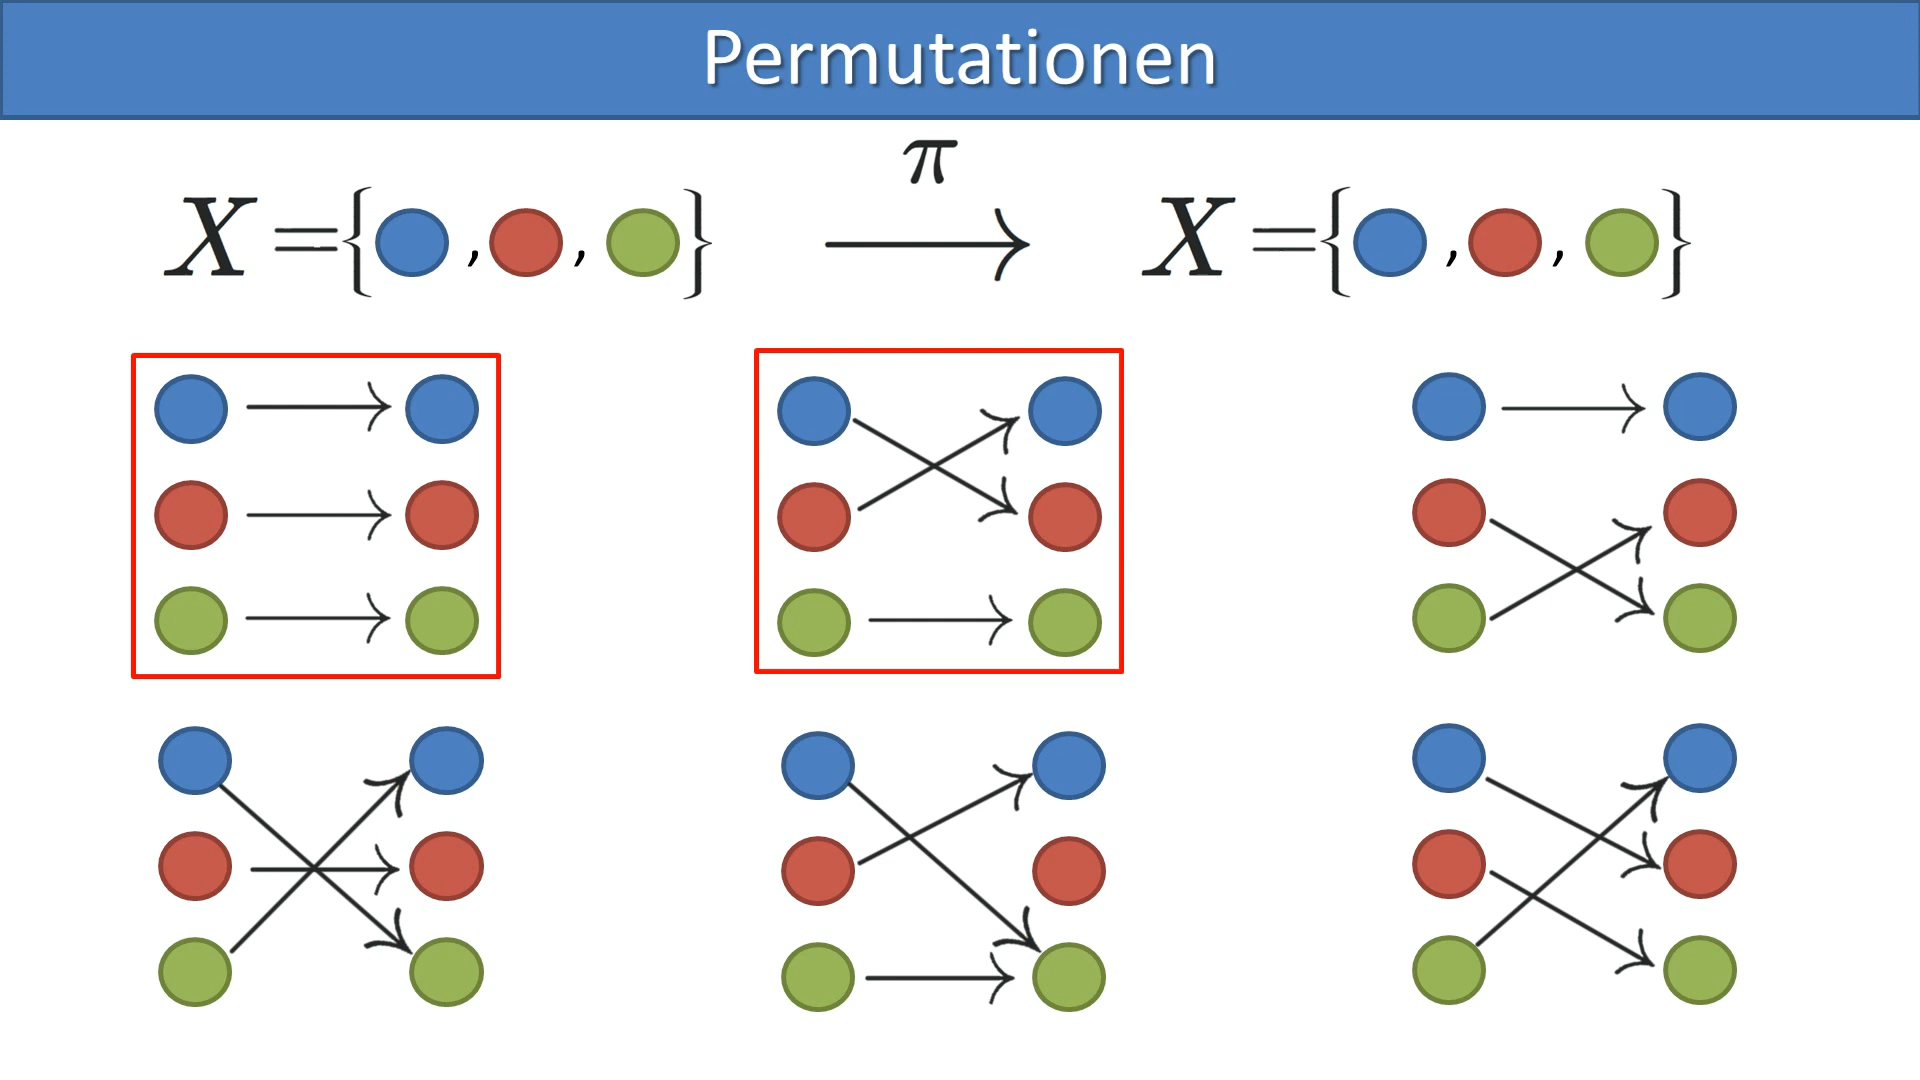 Permutationen
π
X = { , , } → X = { , , }